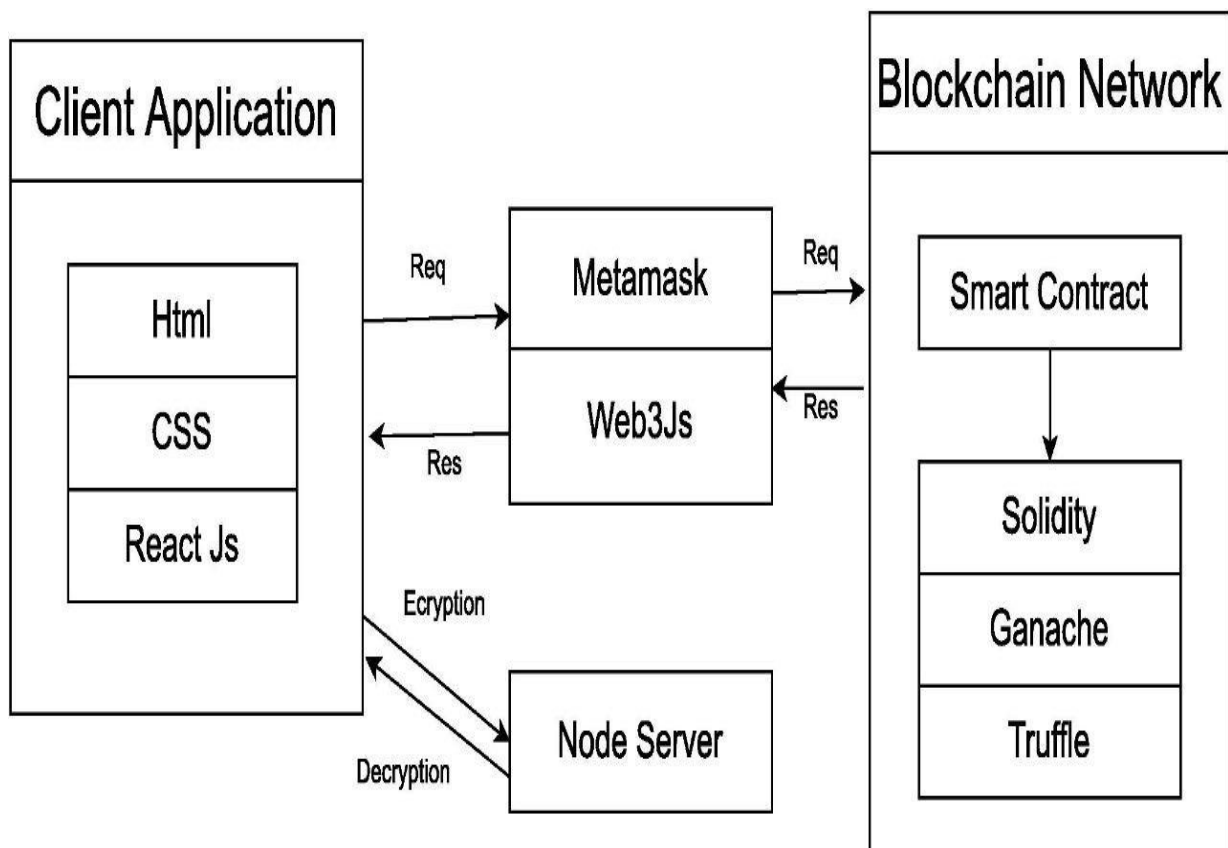 Client Application
Html
CSS
React Js
Req
Res
Metamask
Web3Js
Req
Res
Ecryption
Decryption
Node Server
Blockchain Network
Smart Contract
Solidity
Ganache
Truffle